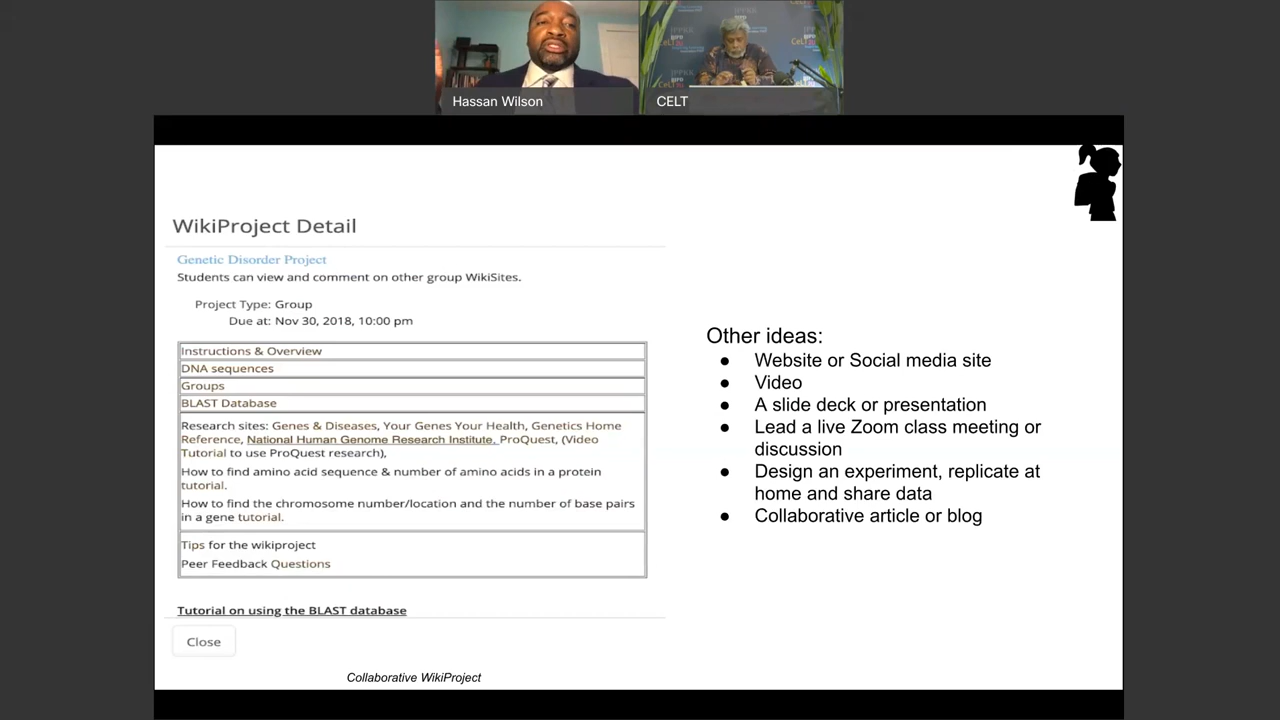 Hassan Wilson
CELT
WikiProject Detail
Genetic Disorder Project
Students can view and comment on other group WikiSites.
Project Type: Group
Due at: Nov 30, 2018, 10:00 pm
Instructions & Overview
DNA sequences
Groups
BLAST Database
Research sites: Genes & Diseases, Your Genes Your Health, Genetics Home
Reference, National Human Genome Research Institute, ProQuest, (Video
Tutorial to use ProQuest research),
How to find amino acid sequence & number of amino acids in a protein
tutorial.
How to find the chromosome number/location and the number of base pairs
in a gene tutorial.
Tips for the wikiproject
Peer Feedback Questions
Tutorial on using the BLAST database
Close
Collaborative WikiProject
Other ideas:
● Website or Social media site
● Video
● A slide deck or presentation
● Lead a live Zoom class meeting or
discussion
● Design an experiment, replicate at
home and share data
● Collaborative article or blog